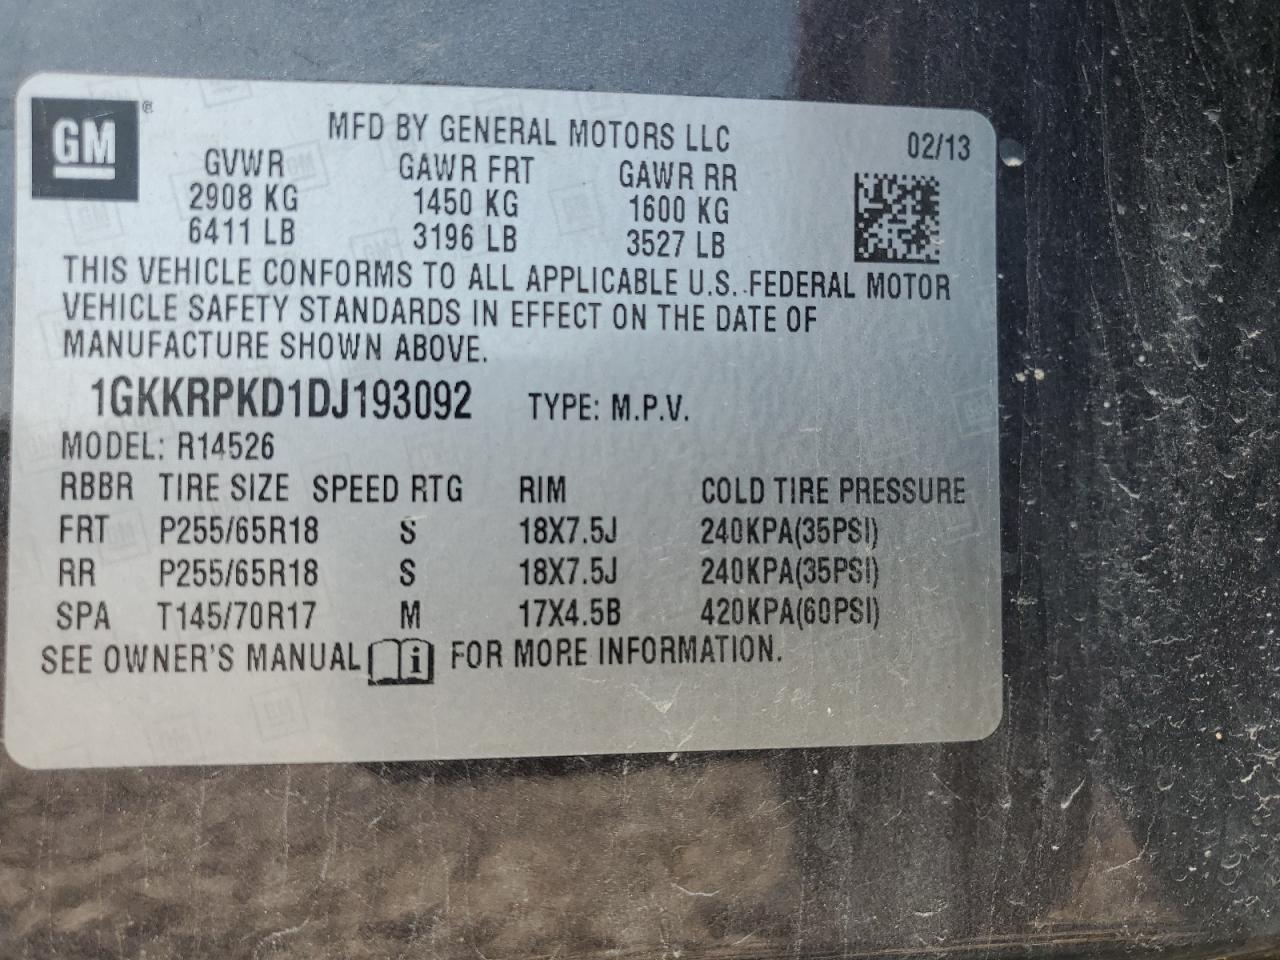 GM ®
MFD BY GENERAL MOTORS LLC 02/13
GVWR GAWR FRT GAWR RR
2908 KG 1450 KG 1600 KG
6411 LB 3196 LB 3527 LB
THIS VEHICLE CONFORMS TO ALL APPLICABLE U.S. FEDERAL MOTOR
VEHICLE SAFETY STANDARDS IN EFFECT ON THE DATE OF
MANUFACTURE SHOWN ABOVE.
1GKKRPKD1DJ193092 TYPE: M.P.V.
MODEL: R14526
RBBR TIRE SIZE SPEED RTG RIM COLD TIRE PRESSURE
FRT P255/65R18 S 18X7.5J 240KPA(35PSI)
RR P255/65R18 S 18X7.5J 240KPA(35PSI)
SPA T145/70R17 M 17X4.5B 420KPA(60PSI)
SEE OWNER'S MANUAL i FOR MORE INFORMATION.